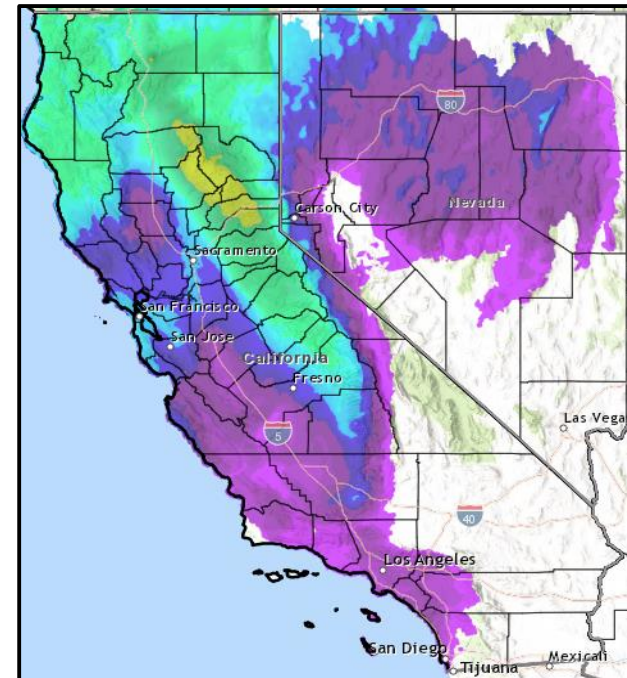 80
Carson City
Nevada
Sacramento
San Francisco
San Jose
California
Fresno
5
Las Vegas
40
Los Angeles
San Diego
Tijuana
Mexicali